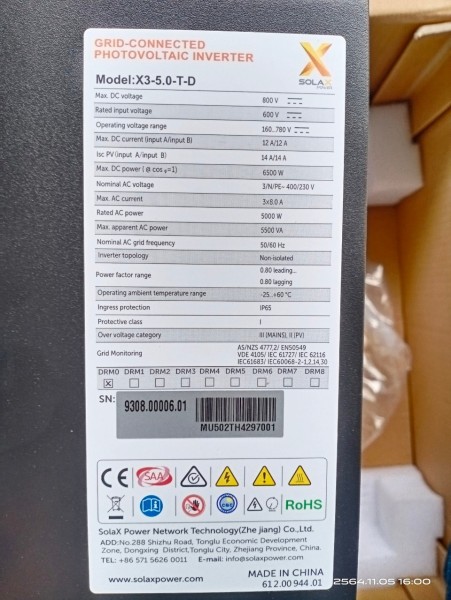 GRID-CONNECTED
PHOTOVOLTAIC INVERTER
SOLAX
POWER
Model:X3-5.0-T-D
Max. DC voltage 800 V
Rated input voltage 600 V
Operating voltage range 160..780 V
Max. DC current (input A/input B) 12 A/12 A
Isc PV (input A/input B) 14 A/14 A
Max. DC power ( @ cos =1) 6500 W
Nominal AC voltage 3/N/PE~ 400/230 V
Max. AC current 3x8.0 A
Rated AC power 5000 W
Max. apparent AC power 5500 VA
Nominal AC grid frequency 50/60 Hz
Inverter topology Non-isolated
Power factor range 0.80 leading...
0.80 lagging
Operating ambient temperature range -25...+60 °C
Ingress protection IP65
Protective class I
Over voltage category III (MAINS), II (PV)
Grid Monitoring AS/NZS 4777.2/ EN50549
VDE 4105/ IEC 61727/ IEC 62116
IEC61683/ IEC60068-2-1,2,14,30
DRM0 DRM1 DRM2 DRM3 DRM4 DRM5 DRM6 DRM7 DRM8
SN: 9308.00006.01
MU502TH4297001
CE SAA
RoHS
SolaX Power Network Technology(Zhe jiang) Co.,Ltd.
ADD:No.288 Shizhu Road, Tonglu Economic Development
Zone, Dongxing District,Tonglu City, Zhejiang Province, China.
TEL: +86 571 5626 0011 E-mail: info@solaxpower.com
www.solaxpower.com MADE IN CHINA
612.00 944 .01
2564.11.05 16:00